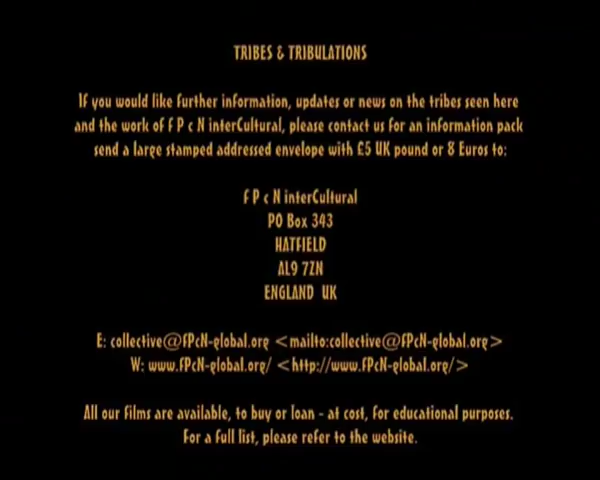 TRIBES & TRIBULATIONS
If you would like further information, updates or news on the tribes seen here
and the work of F P c N interCultural, please contact us for an information pack
send a large stamped addressed envelope with £5 UK pound or 8 Euros to:
F P c N interCultural
PO Box 343
HATFIELD
AL9 7ZN
ENGLAND UK
E: collective@fPcN-global.org <mailto:collective@fPcN-global.org>
W: www.fPcN-global.org/ <http://www.fPcN-global.org/>
All our films are available, to buy or loan - at cost, for educational purposes.
For a full list, please refer to the website.